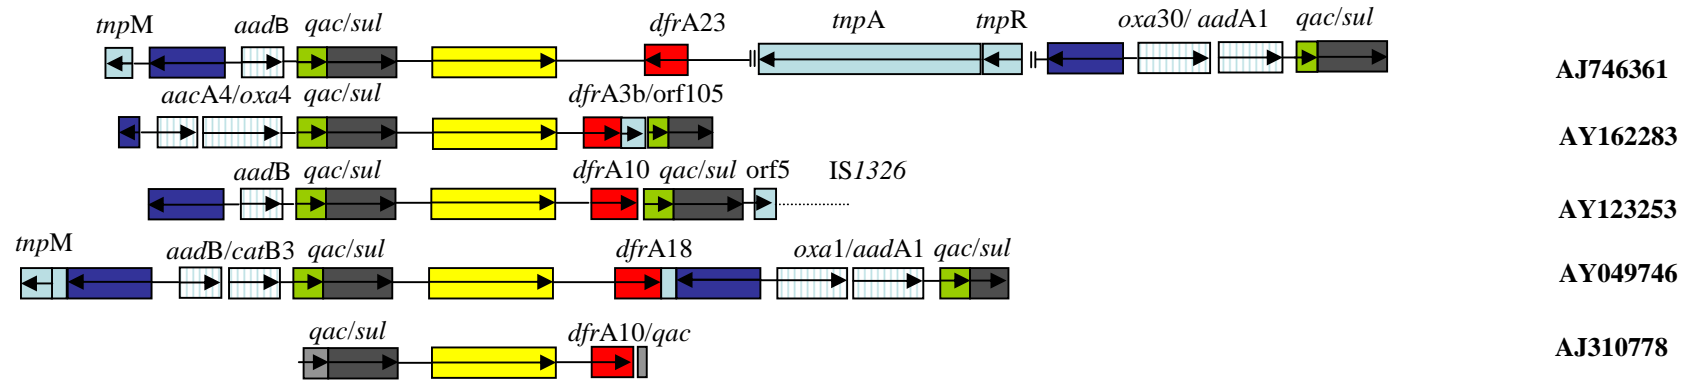 tnpM aadB qac/sul dfrA23 tnpA tnpR oxa30/ aadA1 qac/sul
AJ746361
aacA4/oxa4 qac/sul dfrA3b/orf105
AY162283
aadB qac/sul dfrA10 qac/sul orf5 IS1326
AY123253
tnpM aadB/catB3 qac/sul dfrA18 oxa1/aadA1 qac/sul
AY049746
qac/sul dfrA10/qac
AJ310778